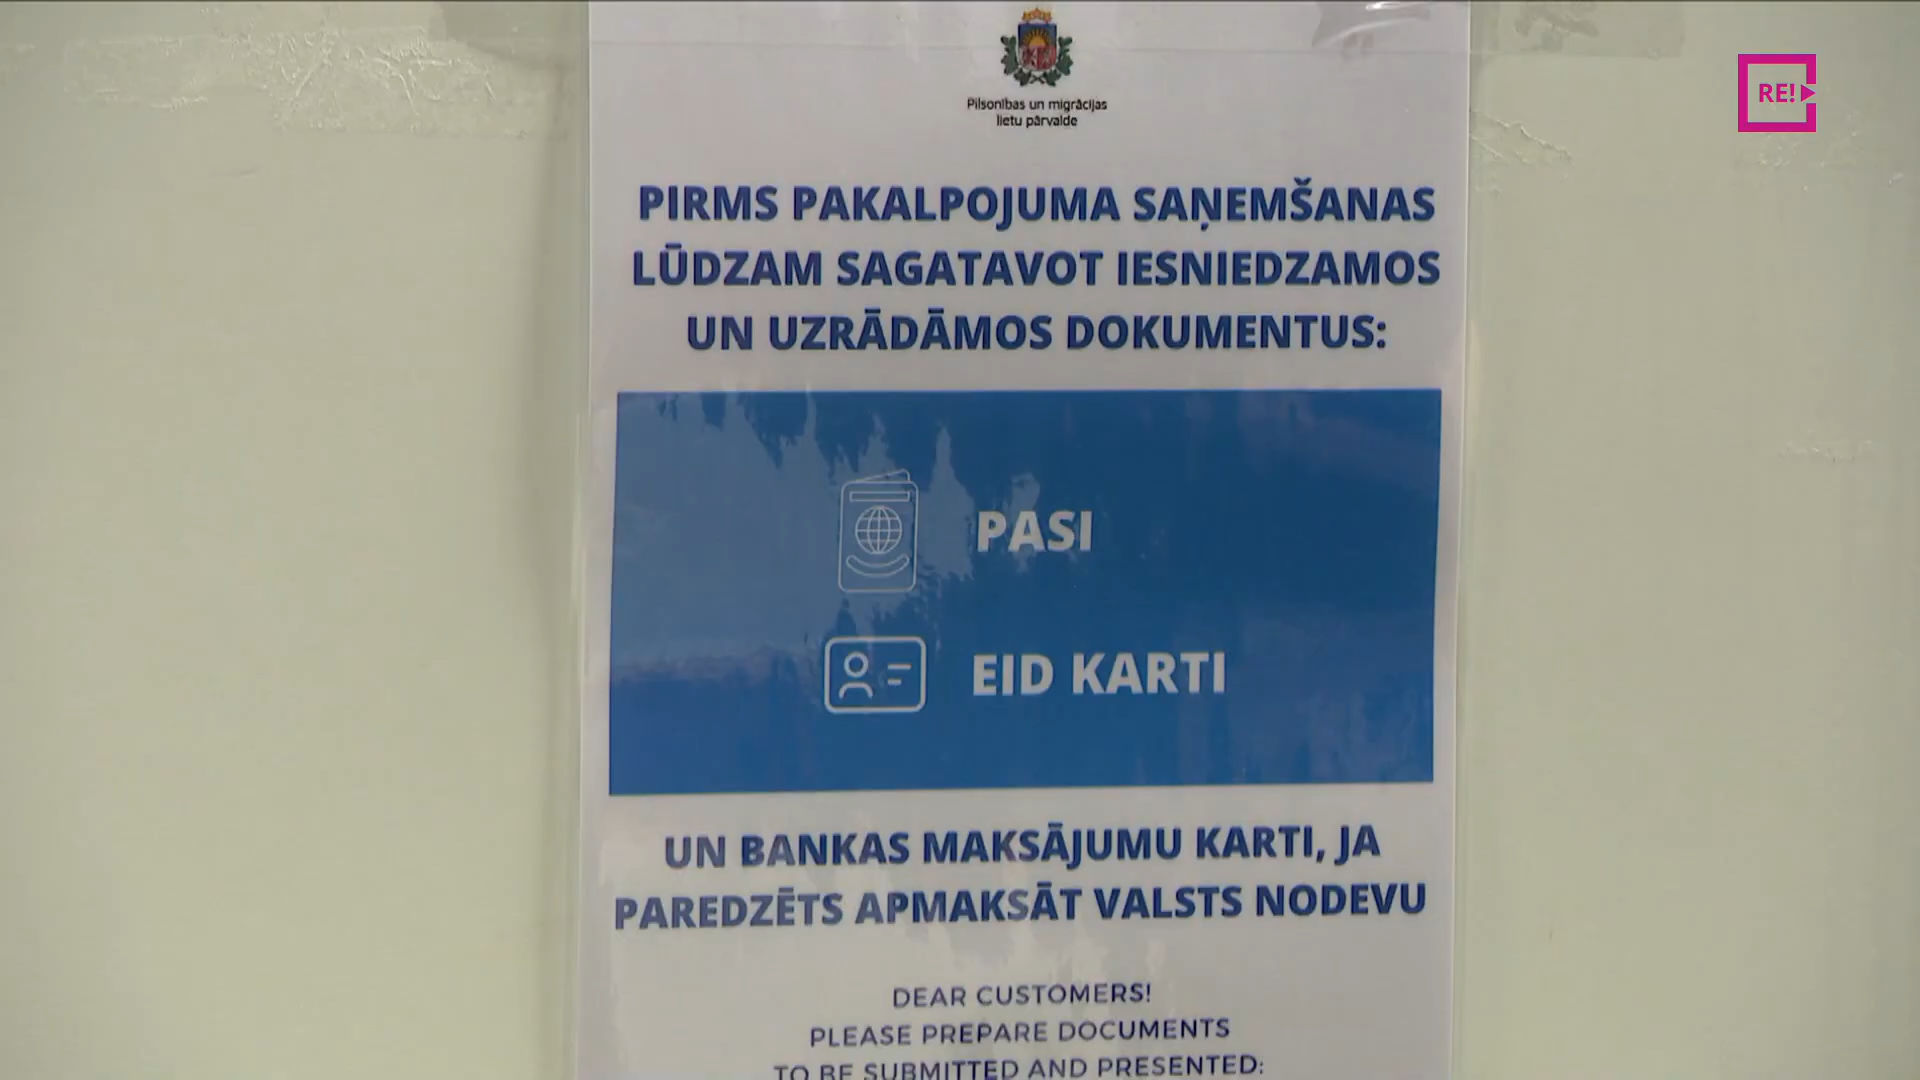 RE!
Pilsonības un migrācijas
lietu pārvalde
PIRMS PAKALPOJUMA SAŅEMŠANAS
LŪDZAM SAGATAVOT IESNIEDZAMOS
UN UZRĀDĀMOS DOKUMENTUS:
PASI
EID KARTI
UN BANKAS MAKSĀJUMU KARTI, JA
PAREDZĒTS APMAKSĀT VALSTS NODEVU
DEAR CUSTOMERS!
PLEASE PREPARE DOCUMENTS
TO BE SUBMITTED AND PRESENTED: